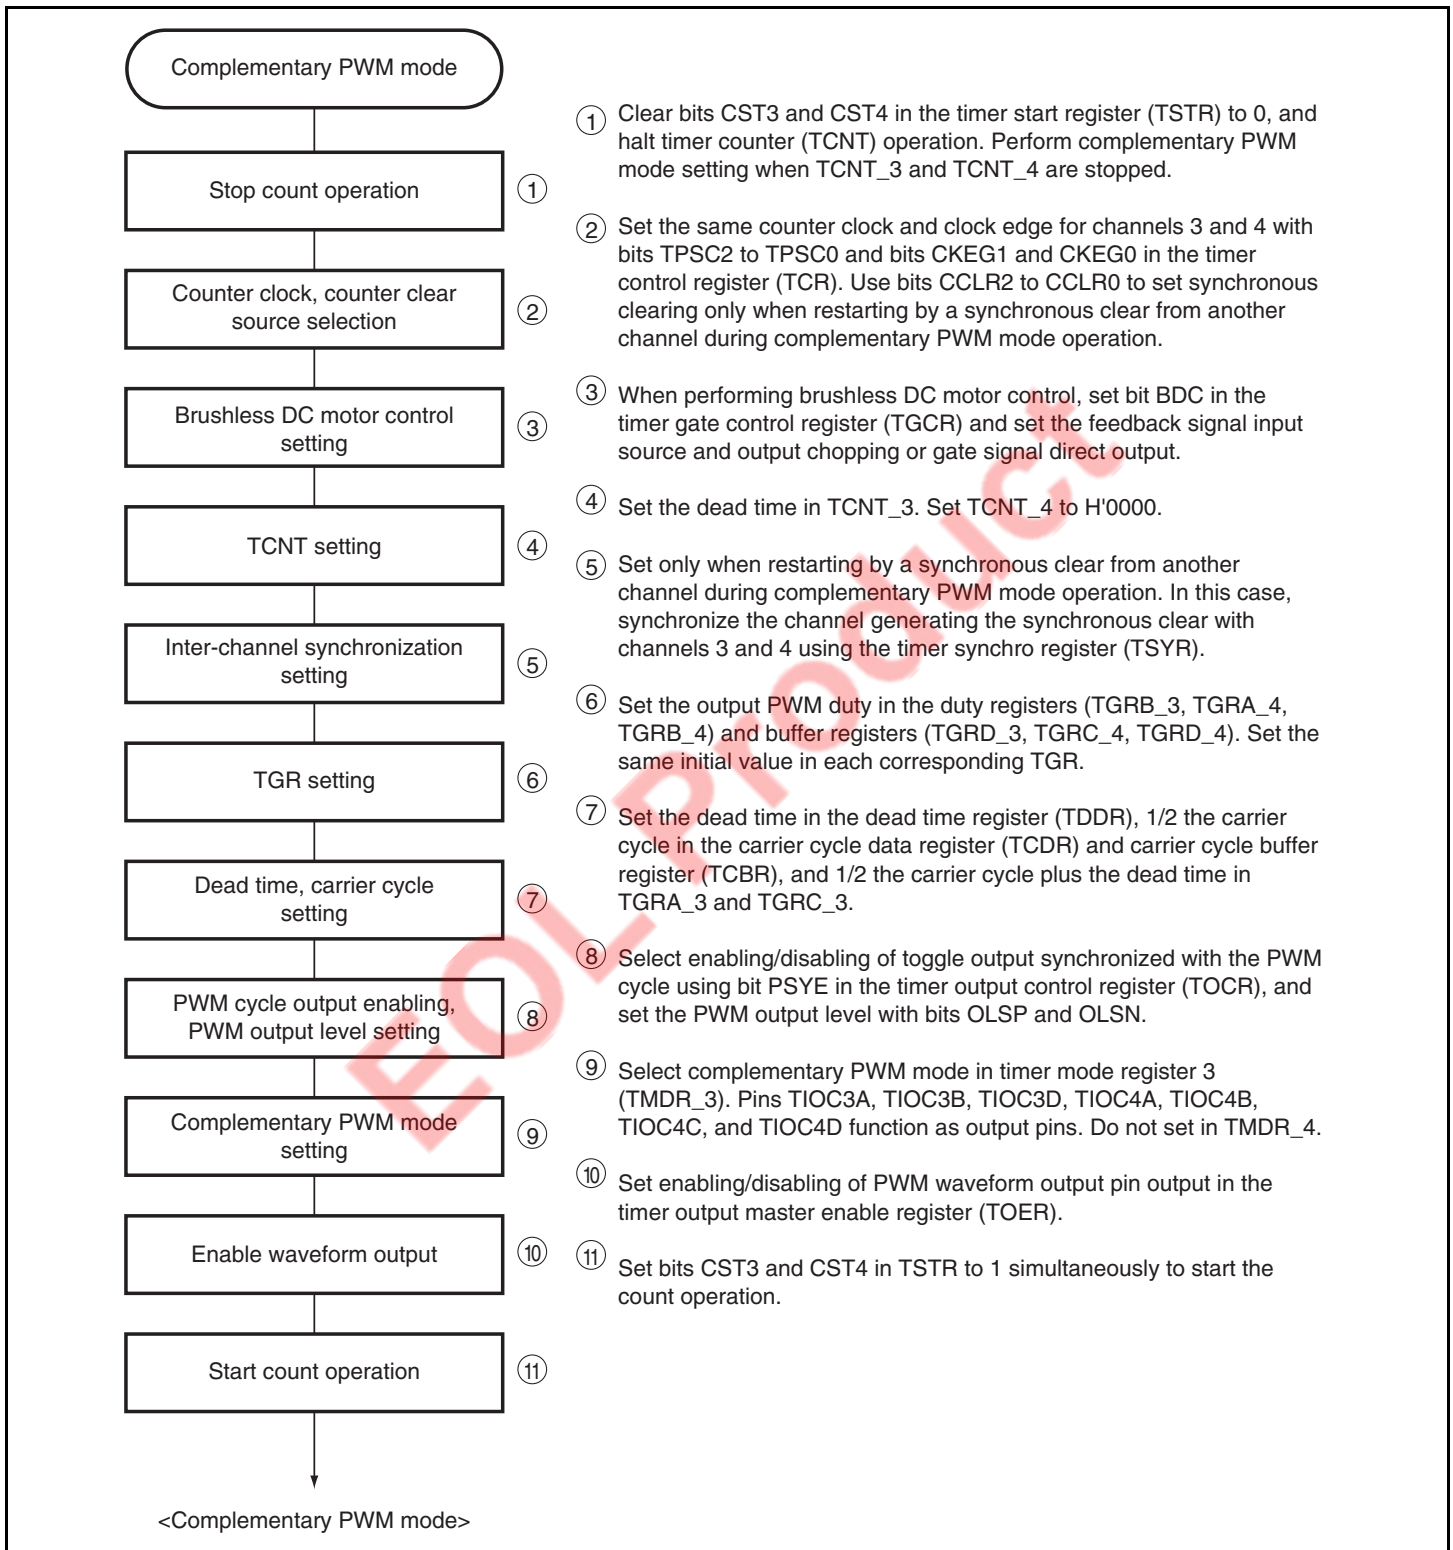 Complementary PWM mode
Stop count operation
①
Counter clock, counter clear
source selection
②
Brushless DC motor control
setting
③
TCNT setting
④
Inter-channel synchronization
setting
⑤
TGR setting
⑥
Dead time, carrier cycle
setting
⑦
PWM cycle output enabling,
PWM output level setting
⑧
Complementary PWM mode
setting
⑨
Enable waveform output
⑩
Start count operation
⑪
<Complementary PWM mode>
① Clear bits CST3 and CST4 in the timer start register (TSTR) to 0, and
halt timer counter (TCNT) operation. Perform complementary PWM
mode setting when TCNT_3 and TCNT_4 are stopped.
② Set the same counter clock and clock edge for channels 3 and 4 with
bits TPSC2 to TPSC0 and bits CKEG1 and CKEG0 in the timer
control register (TCR). Use bits CCLR2 to CCLR0 to set synchronous
clearing only when restarting by a synchronous clear from another
channel during complementary PWM mode operation.
③ When performing brushless DC motor control, set bit BDC in the
timer gate control register (TGCR) and set the feedback signal input
source and output chopping or gate signal direct output.
④ Set the dead time in TCNT_3. Set TCNT_4 to H'0000.
⑤ Set only when restarting by a synchronous clear from another
channel during complementary PWM mode operation. In this case,
synchronize the channel generating the synchronous clear with
channels 3 and 4 using the timer synchro register (TSYR).
⑥ Set the output PWM duty in the duty registers (TGRB_3, TGRA_4,
TGRB_4) and buffer registers (TGRD_3, TGRC_4, TGRD_4). Set the
same initial value in each corresponding TGR.
⑦ Set the dead time in the dead time register (TDDR), 1/2 the carrier
cycle in the carrier cycle data register (TCDR) and carrier cycle buffer
register (TCBR), and 1/2 the carrier cycle plus the dead time in
TGRA_3 and TGRC_3.
⑧ Select enabling/disabling of toggle output synchronized with the PWM
cycle using bit PSYE in the timer output control register (TOCR), and
set the PWM output level with bits OLSP and OLSN.
⑨ Select complementary PWM mode in timer mode register 3
(TMDR_3). Pins TIOC3A, TIOC3B, TIOC3D, TIOC4A, TIOC4B,
TIOC4C, and TIOC4D function as output pins. Do not set in TMDR_4.
⑩ Set enabling/disabling of PWM waveform output pin output in the
timer output master enable register (TOER).
⑪ Set bits CST3 and CST4 in TSTR to 1 simultaneously to start the
count operation.
EOL Product